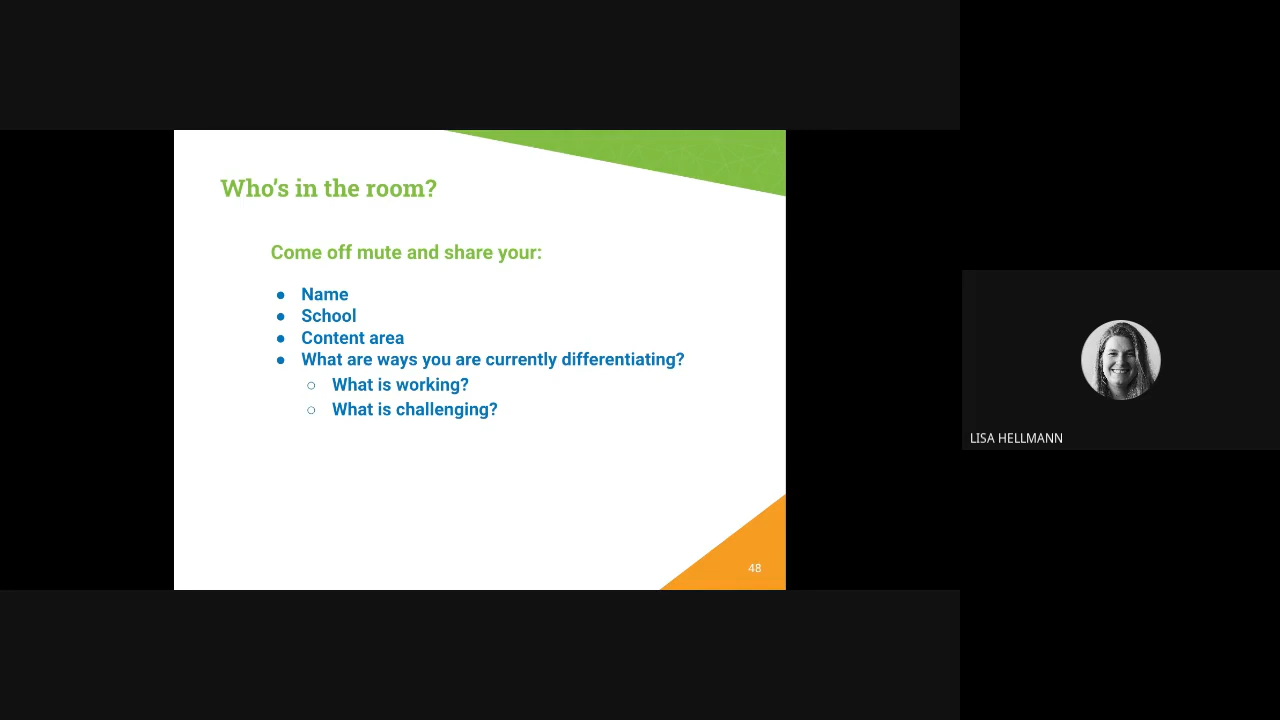 Who's in the room?
Come off mute and share your:
● Name
● School
● Content area
● What are ways you are currently differentiating?
○ What is working?
○ What is challenging?
48
LISA HELLMANN